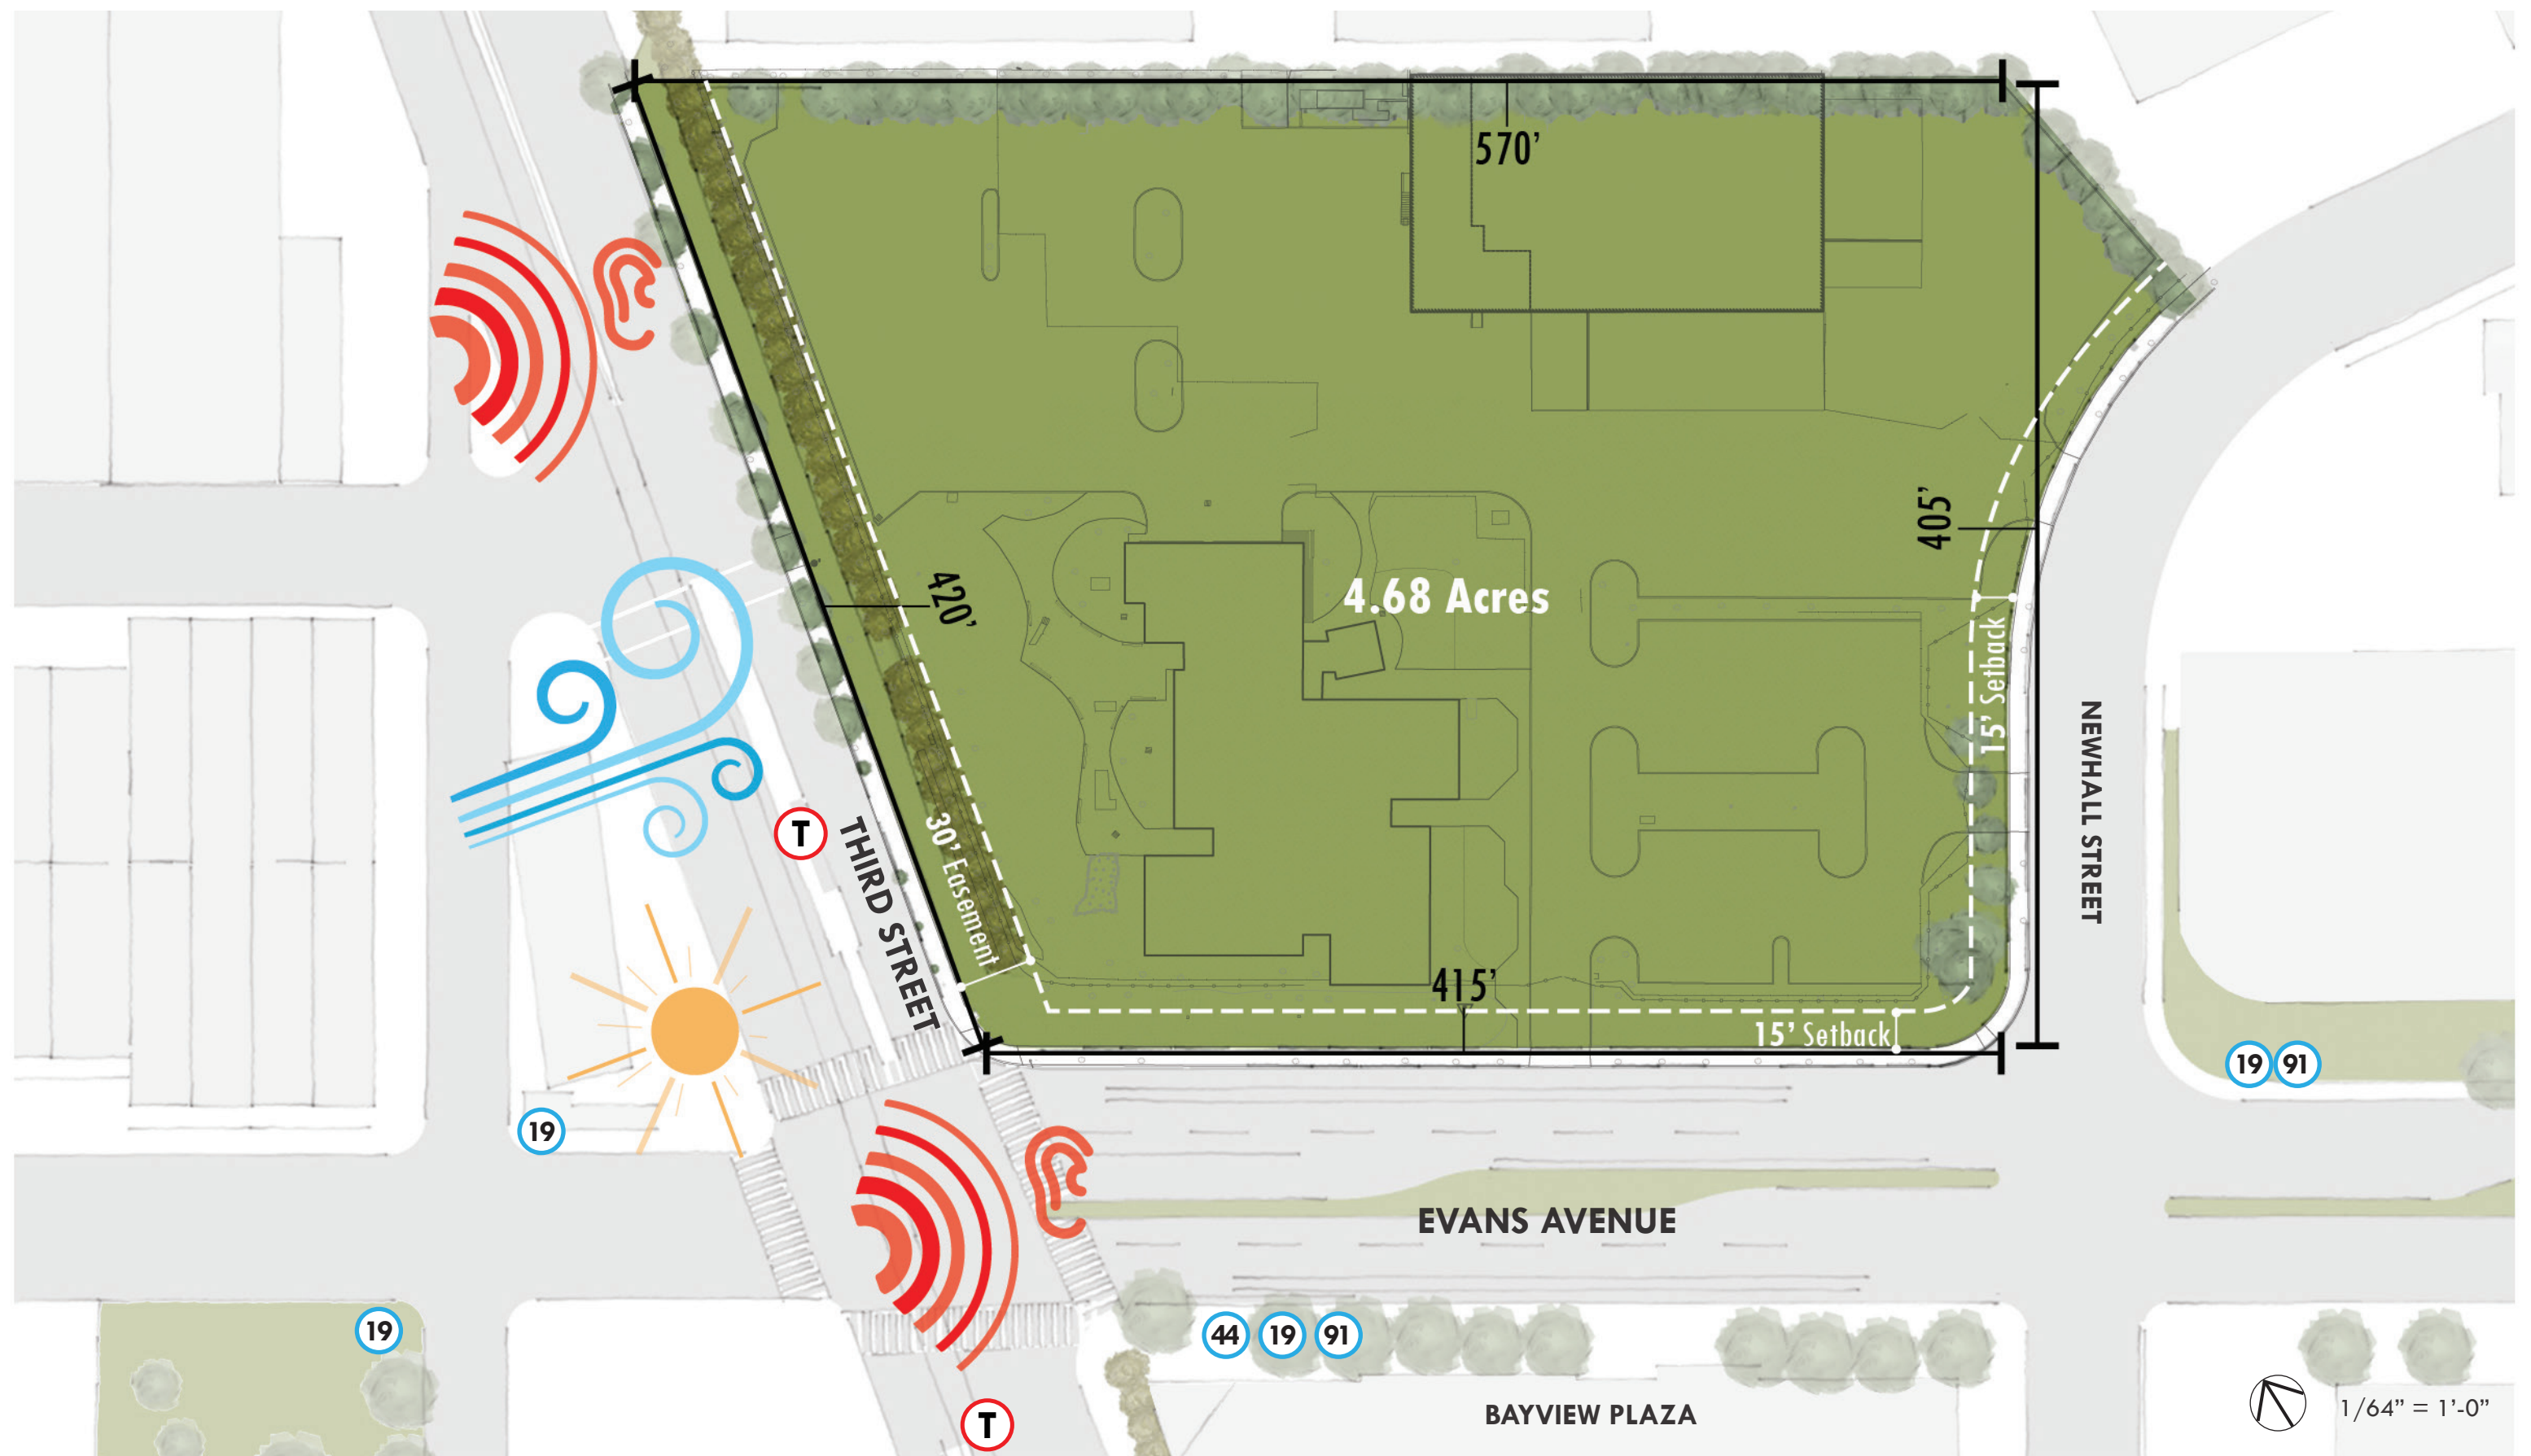 570’
405’
420’
4.68 Acres
15’ Setback
NEWHALL STREET
T
THIRD STREET
30’ Easement
415’
15’ Setback
19 91
19
EVANS AVENUE
19
44 19 91
T
BAYVIEW PLAZA
1/64” = 1’-0”